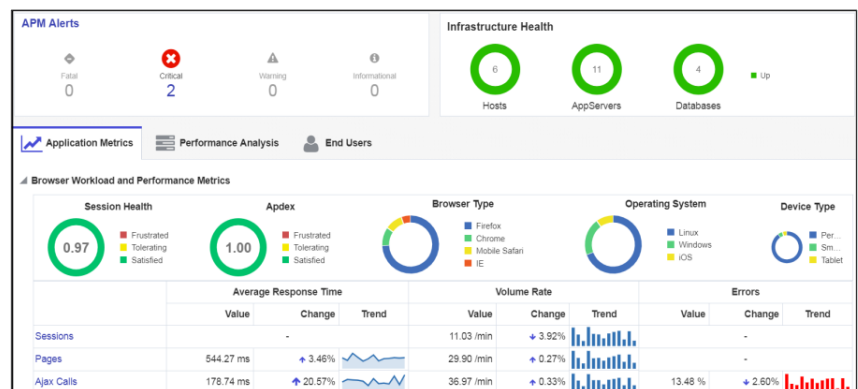 APM Alerts
Fatal
0
Critical
2
Warning
0
Informational
0
Infrastructure Health
6
Hosts
11
AppServers
4
Databases
Up
Application Metrics
Performance Analysis
End Users
Browser Workload and Performance Metrics
Session Health
0.97
Frustrated
Tolerating
Satisfied
Apdex
1.00
Frustrated
Tolerating
Satisfied
Browser Type
Firefox
Chrome
Mobile Safari
IE
Operating System
Linux
Windows
iOS
Device Type
Per...
Sm...
Tablet
Average Response Time Volume Rate Errors
Value Change Trend Value Change Trend Value Change Trend
Sessions - 11.03 /min 3.92% -
Pages 544.27 ms 3.46% 29.90 /min 0.27% -
Ajax Calls 178.74 ms 20.57% 36.97 /min 0.33% 13.48 % 2.60%